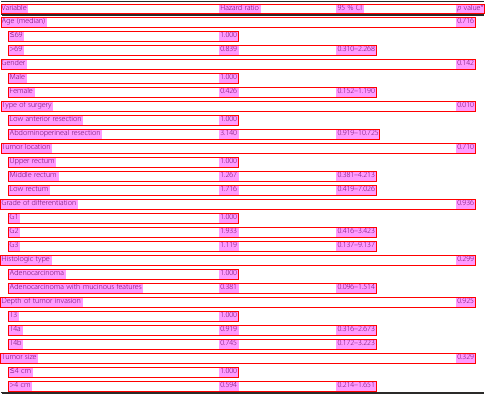 Variable Hazard ratio 95 % CI p value*
Age (median) 0.716
≤69 1.000
>69 0.839 0.310–2.268
Gender 0.142
Male 1.000
Female 0.426 0.152–1.190
Type of surgery 0.010
Low anterior resection 1.000
Abdominoperineal resection 3.140 0.919–10.725
Tumor location 0.710
Upper rectum 1.000
Middle rectum 1.267 0.381–4.213
Low rectum 1.716 0.419–7.026
Grade of differentiation 0.936
G1 1.000
G2 1.933 0.416–3.423
G3 1.119 0.137–9.137
Histologic type 0.299
Adenocarcinoma 1.000
Adenocarcinoma with mucinous features 0.381 0.096–1.514
Depth of tumor invasion 0.925
T3 1.000
T4a 0.919 0.316–2.673
T4b 0.745 0.172–3.223
Tumor size 0.329
≤4 cm 1.000
>4 cm 0.594 0.214–1.651